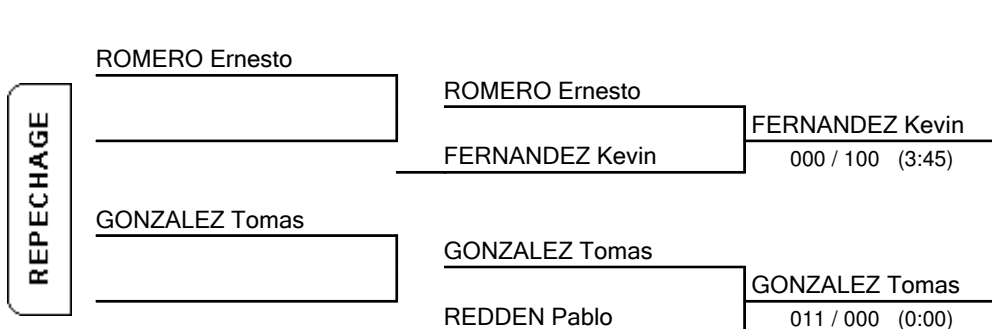 REPECHAGE
ROMERO Ernesto
ROMERO Ernesto
FERNANDEZ Kevin
FERNANDEZ Kevin
000 / 100 (3:45)
GONZALEZ Tomas
GONZALEZ Tomas
GONZALEZ Tomas
REDDEN Pablo
011 / 000 (0:00)